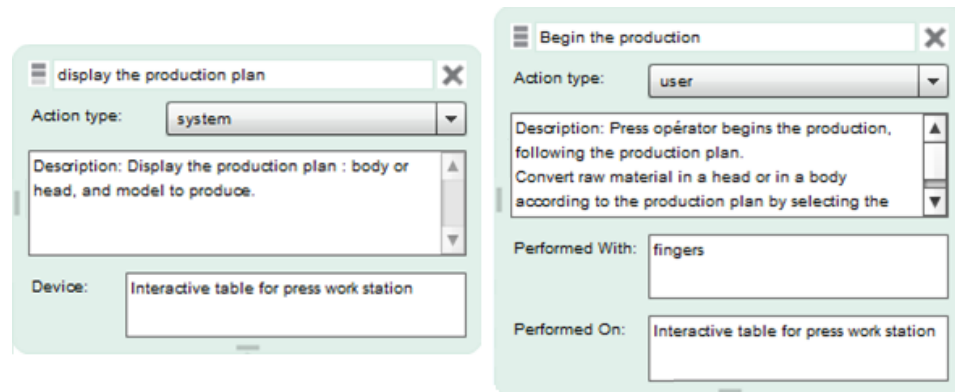 display the production plan
Action type:
system
Description: Display the production plan : body or
head, and model to produce.
Device:
Interactive table for press work station
Begin the production
Action type:
user
Description: Press opérator begins the production,
following the production plan.
Convert raw material in a head or in a body
according to the production plan by selecting the
Performed With:
fingers
Performed On:
Interactive table for press work station